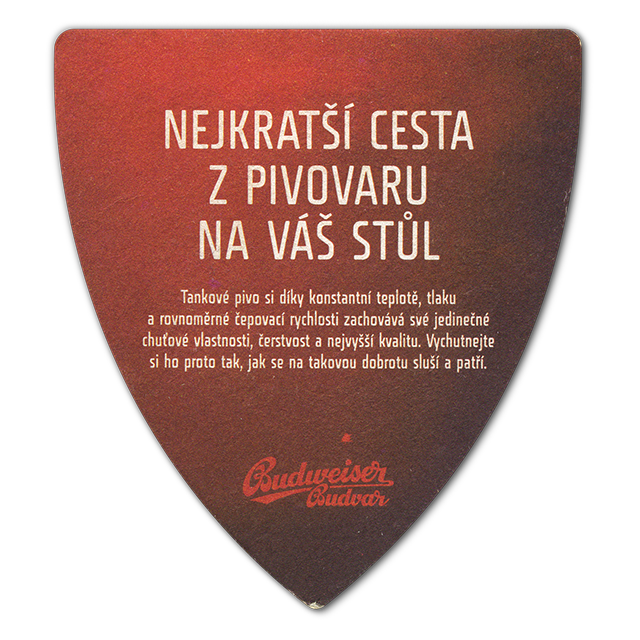 NEJKRATŠÍ CESTA
Z PIVOVARU
NA VÁŠ STŮL
Tankové pivo si díky konstantní teplotě, tlaku
a rovnoměrné čepovací rychlosti zachovává své jedinečné
chuťové vlastnosti, čerstvost a nejvyšší kvalitu. Vychutnejte
si ho proto tak, jak se na takovou dobrotu sluší a patří.
Budweiser
Budvar